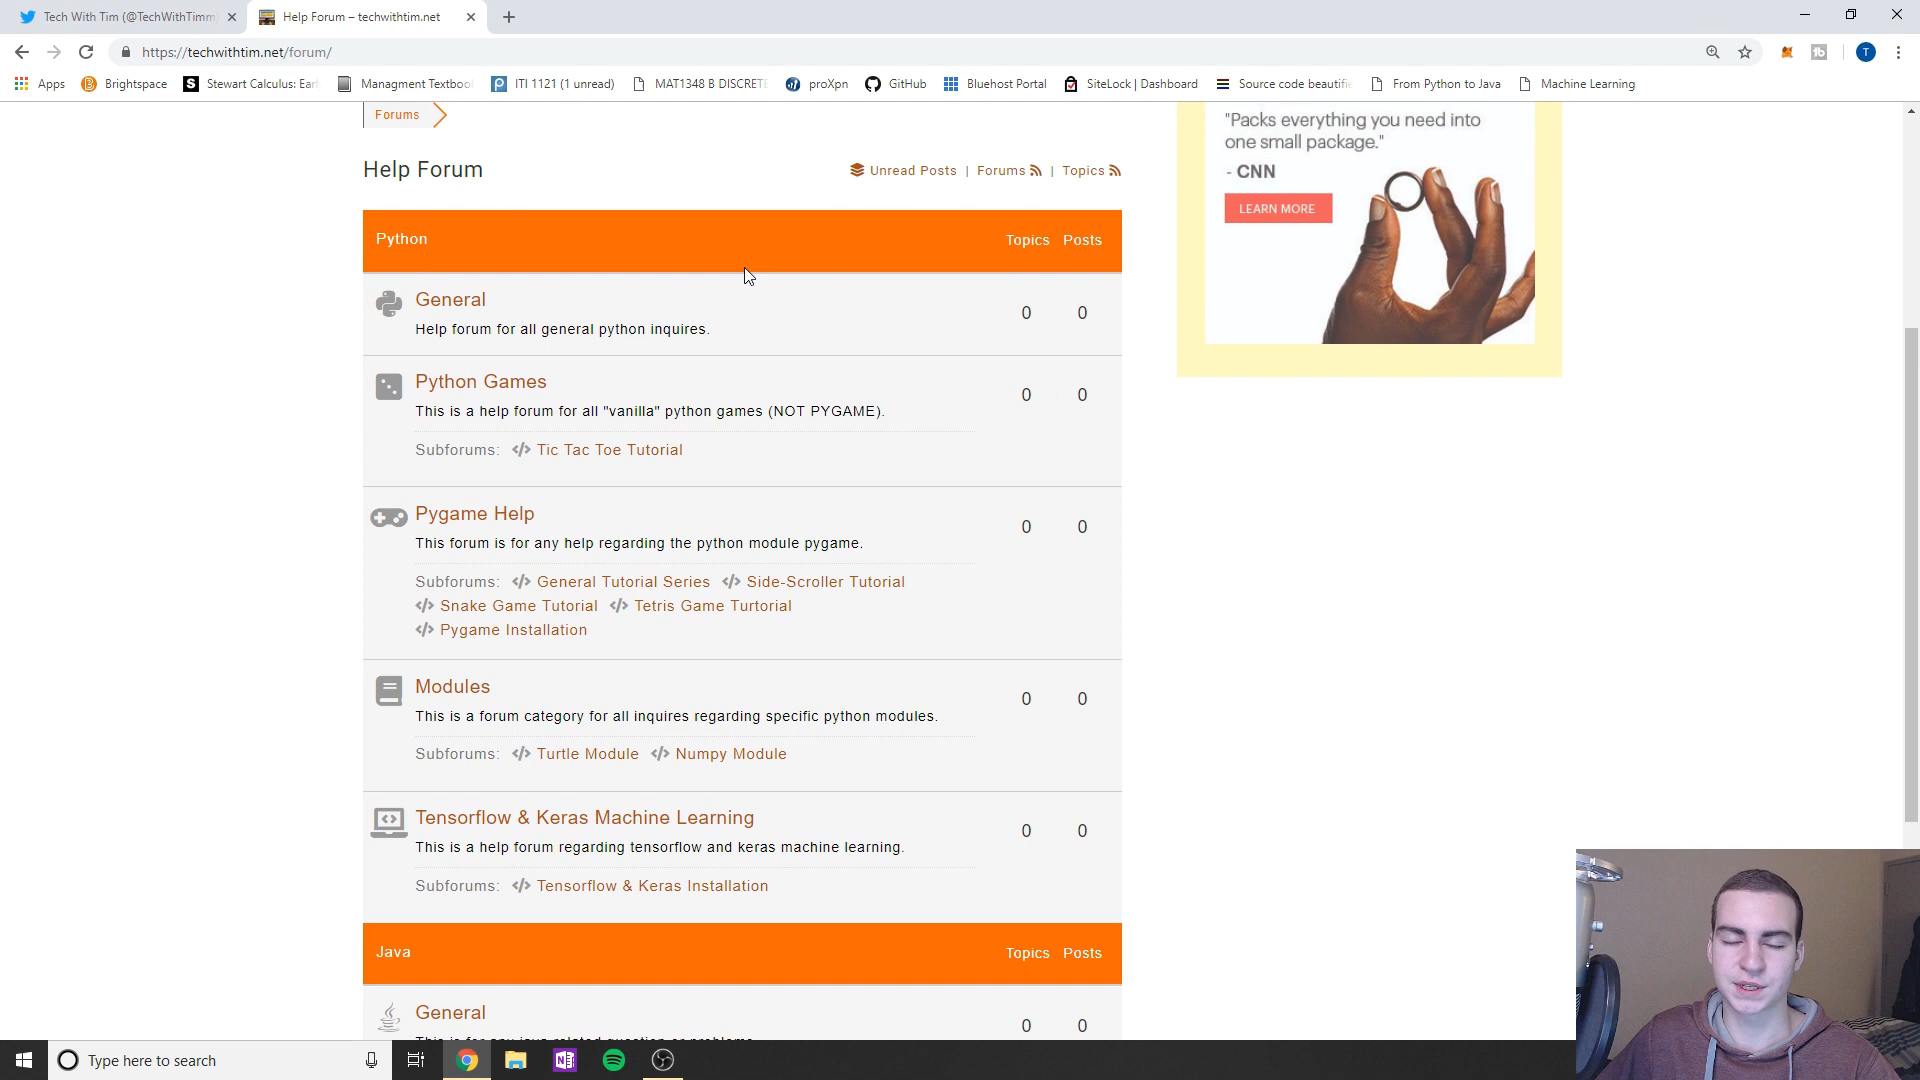 Tech With Tim (@TechWithTimm)
Help Forum – techwithtim.net
https://techwithtim.net/forum/
Apps Brightspace Stewart Calculus: Earl Managment Textbook ITI 1121 (1 unread) MAT1348 B DISCRETE proXpn GitHub Bluehost Portal SiteLock | Dashboard Source code beautifie From Python to Java Machine Learning
Forums
Help Forum
Unread Posts | Forums | Topics
Python Topics Posts
General 0 0
Help forum for all general python inquires.
Python Games 0 0
This is a help forum for all "vanilla" python games (NOT PYGAME).
Subforums: </> Tic Tac Toe Tutorial
Pygame Help 0 0
This forum is for any help regarding the python module pygame.
Subforums: </> General Tutorial Series </> Side-Scroller Tutorial
</> Snake Game Tutorial </> Tetris Game Turtorial
</> Pygame Installation
Modules 0 0
This is a forum category for all inquires regarding specific python modules.
Subforums: </> Turtle Module </> Numpy Module
Tensorflow & Keras Machine Learning 0 0
This is a help forum regarding tensorflow and keras machine learning.
Subforums: </> Tensorflow & Keras Installation
Java Topics Posts
General 0 0
"Packs everything you need into
one small package."
- CNN
LEARN MORE
Type here to search